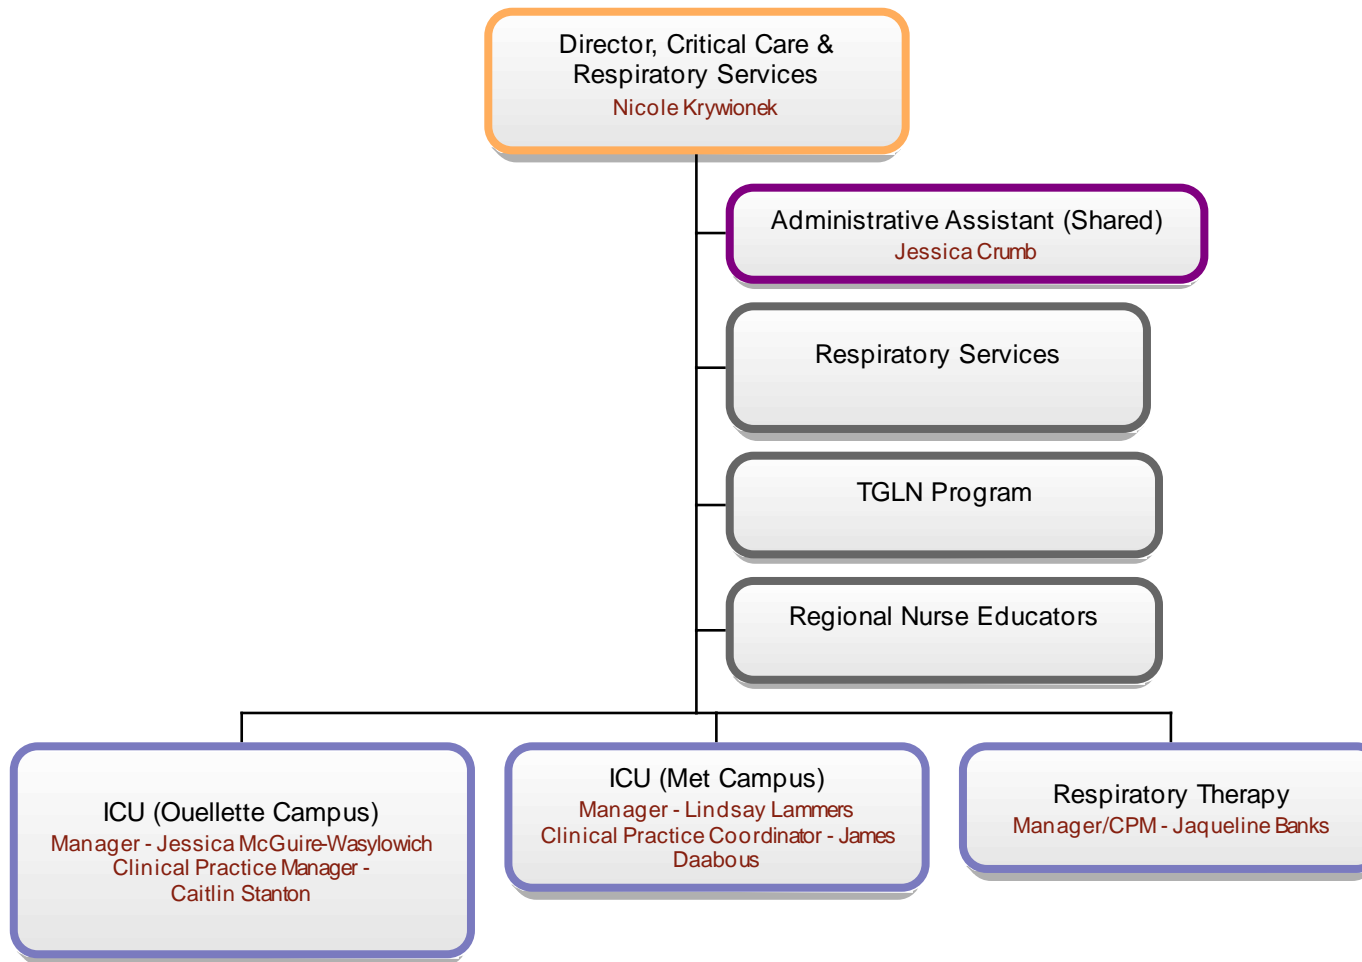 Director, Critical Care &
Respiratory Services
Nicole Krywionek
Administrative Assistant (Shared)
Jessica Crumb
Respiratory Services
TGLN Program
Regional Nurse Educators
ICU (Ouellette Campus)
Manager - Jessica McGuire-Wasylowich
Clinical Practice Manager -
Caitlin Stanton
ICU (Met Campus)
Manager - Lindsay Lammers
Clinical Practice Coordinator - James
Daabous
Respiratory Therapy
Manager/CPM - Jaqueline Banks